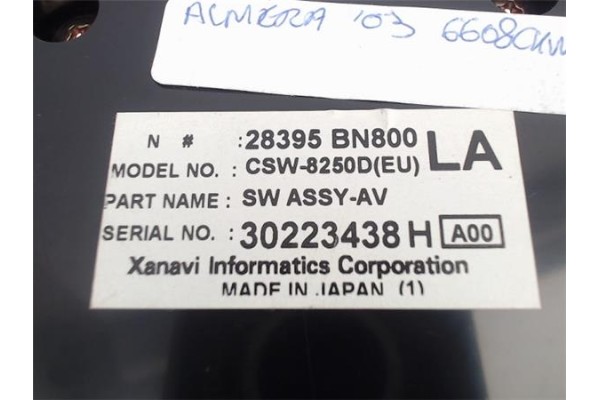 ALMERA '03 6608CKW
N # : 28395 BN800 LA
MODEL NO. : CSW-8250D(EU)
PART NAME : SW ASSY-AV
SERIAL NO. : 30223438 H A00
Xanavi Informatics Corporation
MADE IN JAPAN (1)